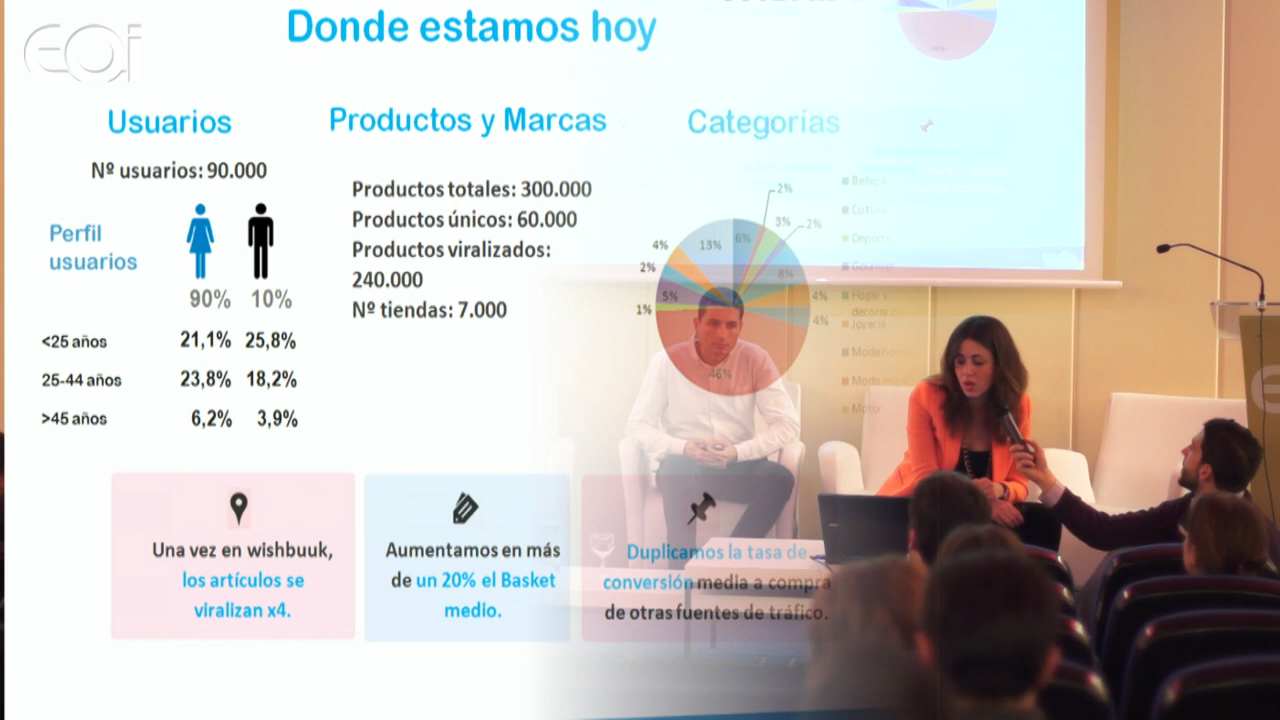 eoi
Donde estamos hoy
Usuarios
Nº usuarios: 90.000
Perfil
usuarios
90% 10%
<25 años 21,1% 25,8%
25-44 años 23,8% 18,2%
>45 años 6,2% 3,9%
Productos y Marcas
Productos totales: 300.000
Productos únicos: 60.000
Productos viralizados:
240.000
Nº tiendas: 7.000
Categorías
2%
3%
2%
6%
13%
4%
2%
5%
1%
8%
4%
4%
46%
Belleza
Cutura
Deporte
Hogar y
decoración
Joyería
Moda
Moda
Motor
Una vez en wishbuuk,
los artículos se
viralizan x4.
Aumentamos en más
de un 20% el Basket
medio.
Duplicamos la tasa de
conversión media a compra
de otras fuentes de tráfico.